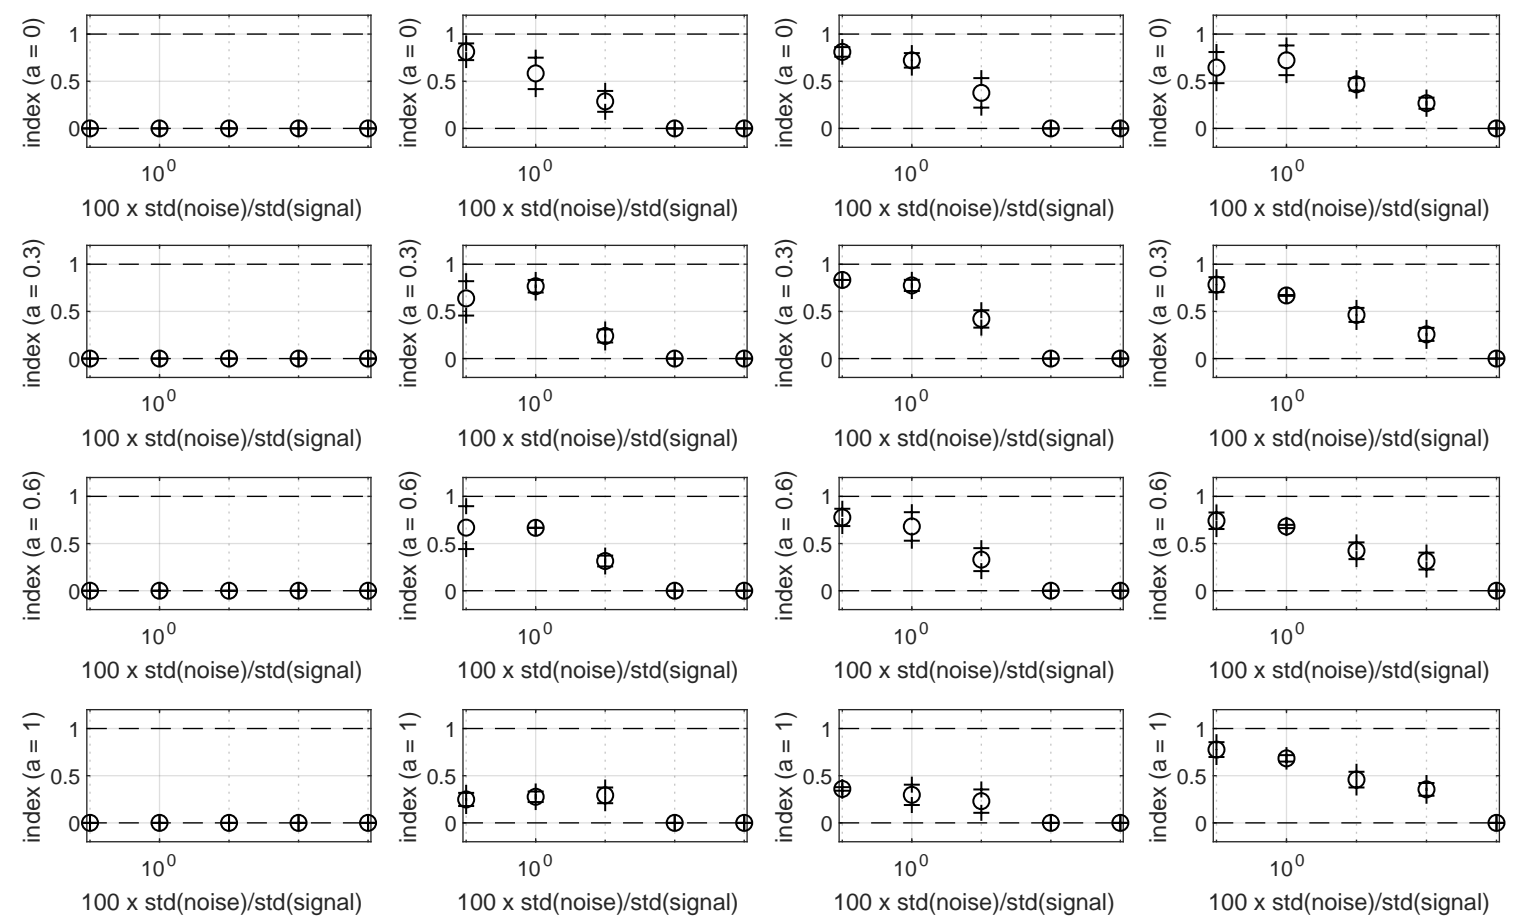 index (a = 0)
1
0.5
0
10^0
100 x std(noise)/std(signal)
index (a = 0)
1
0.5
0
10^0
100 x std(noise)/std(signal)
index (a = 0)
1
0.5
0
10^0
100 x std(noise)/std(signal)
index (a = 0)
1
0.5
0
10^0
100 x std(noise)/std(signal)
index (a = 0.3)
1
0.5
0
10^0
100 x std(noise)/std(signal)
index (a = 0.3)
1
0.5
0
10^0
100 x std(noise)/std(signal)
index (a = 0.3)
1
0.5
0
10^0
100 x std(noise)/std(signal)
index (a = 0.3)
1
0.5
0
10^0
100 x std(noise)/std(signal)
index (a = 0.6)
1
0.5
0
10^0
100 x std(noise)/std(signal)
index (a = 0.6)
1
0.5
0
10^0
100 x std(noise)/std(signal)
index (a = 0.6)
1
0.5
0
10^0
100 x std(noise)/std(signal)
index (a = 0.6)
1
0.5
0
10^0
100 x std(noise)/std(signal)
index (a = 1)
1
0.5
0
10^0
100 x std(noise)/std(signal)
index (a = 1)
1
0.5
0
10^0
100 x std(noise)/std(signal)
index (a = 1)
1
0.5
0
10^0
100 x std(noise)/std(signal)
index (a = 1)
1
0.5
0
10^0
100 x std(noise)/std(signal)